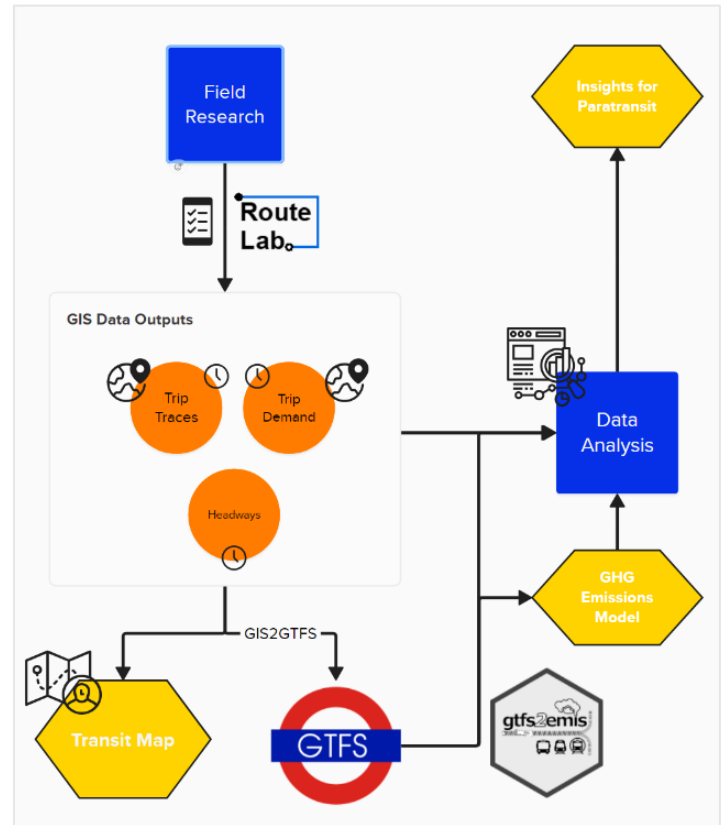 Field
Research
Insights for
Paratransit
Route
Lab
GIS Data Outputs
Trip
Traces
Trip
Demand
Headways
Data
Analysis
GHG
Emissions
Model
GIS2GTFS
Transit Map
GTFS
gtfs2emis